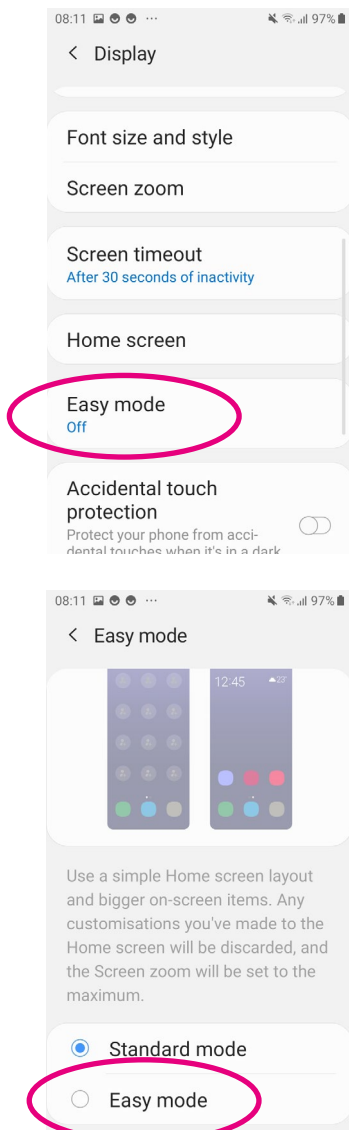 08:11 ... 97%
Display
Font size and style
Screen zoom
Screen timeout
After 30 seconds of inactivity
Home screen
Easy mode
Off
Accidental touch
protection
Protect your phone from acci-
dental touches when it's in a dark
08:11 ... 97%
Easy mode
12:45 23°
Use a simple Home screen layout
and bigger on-screen items. Any
customisations you've made to the
Home screen will be discarded, and
the Screen zoom will be set to the
maximum.
Standard mode
Easy mode